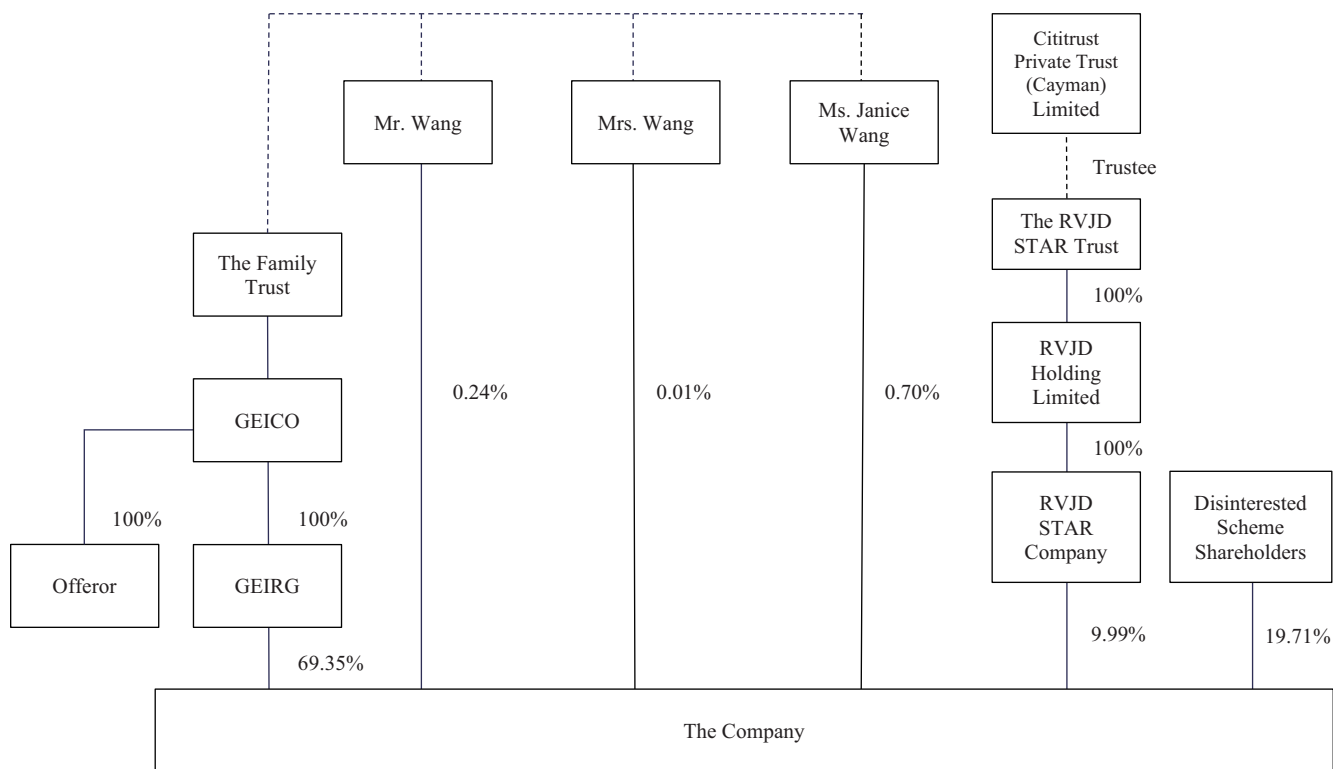 Cititrust
Private Trust
(Cayman)
Limited
Mr. Wang
Mrs. Wang
Ms. Janice
Wang
Trustee
The RVJD
STAR Trust
The Family
Trust
100%
RVJD
Holding
Limited
GEICO
0.24%
0.01%
0.70%
100%
RVJD
STAR
Company
Disinterested
Scheme
Shareholders
100%
100%
Offeror
GEIRG
69.35%
9.99%
19.71%
The Company